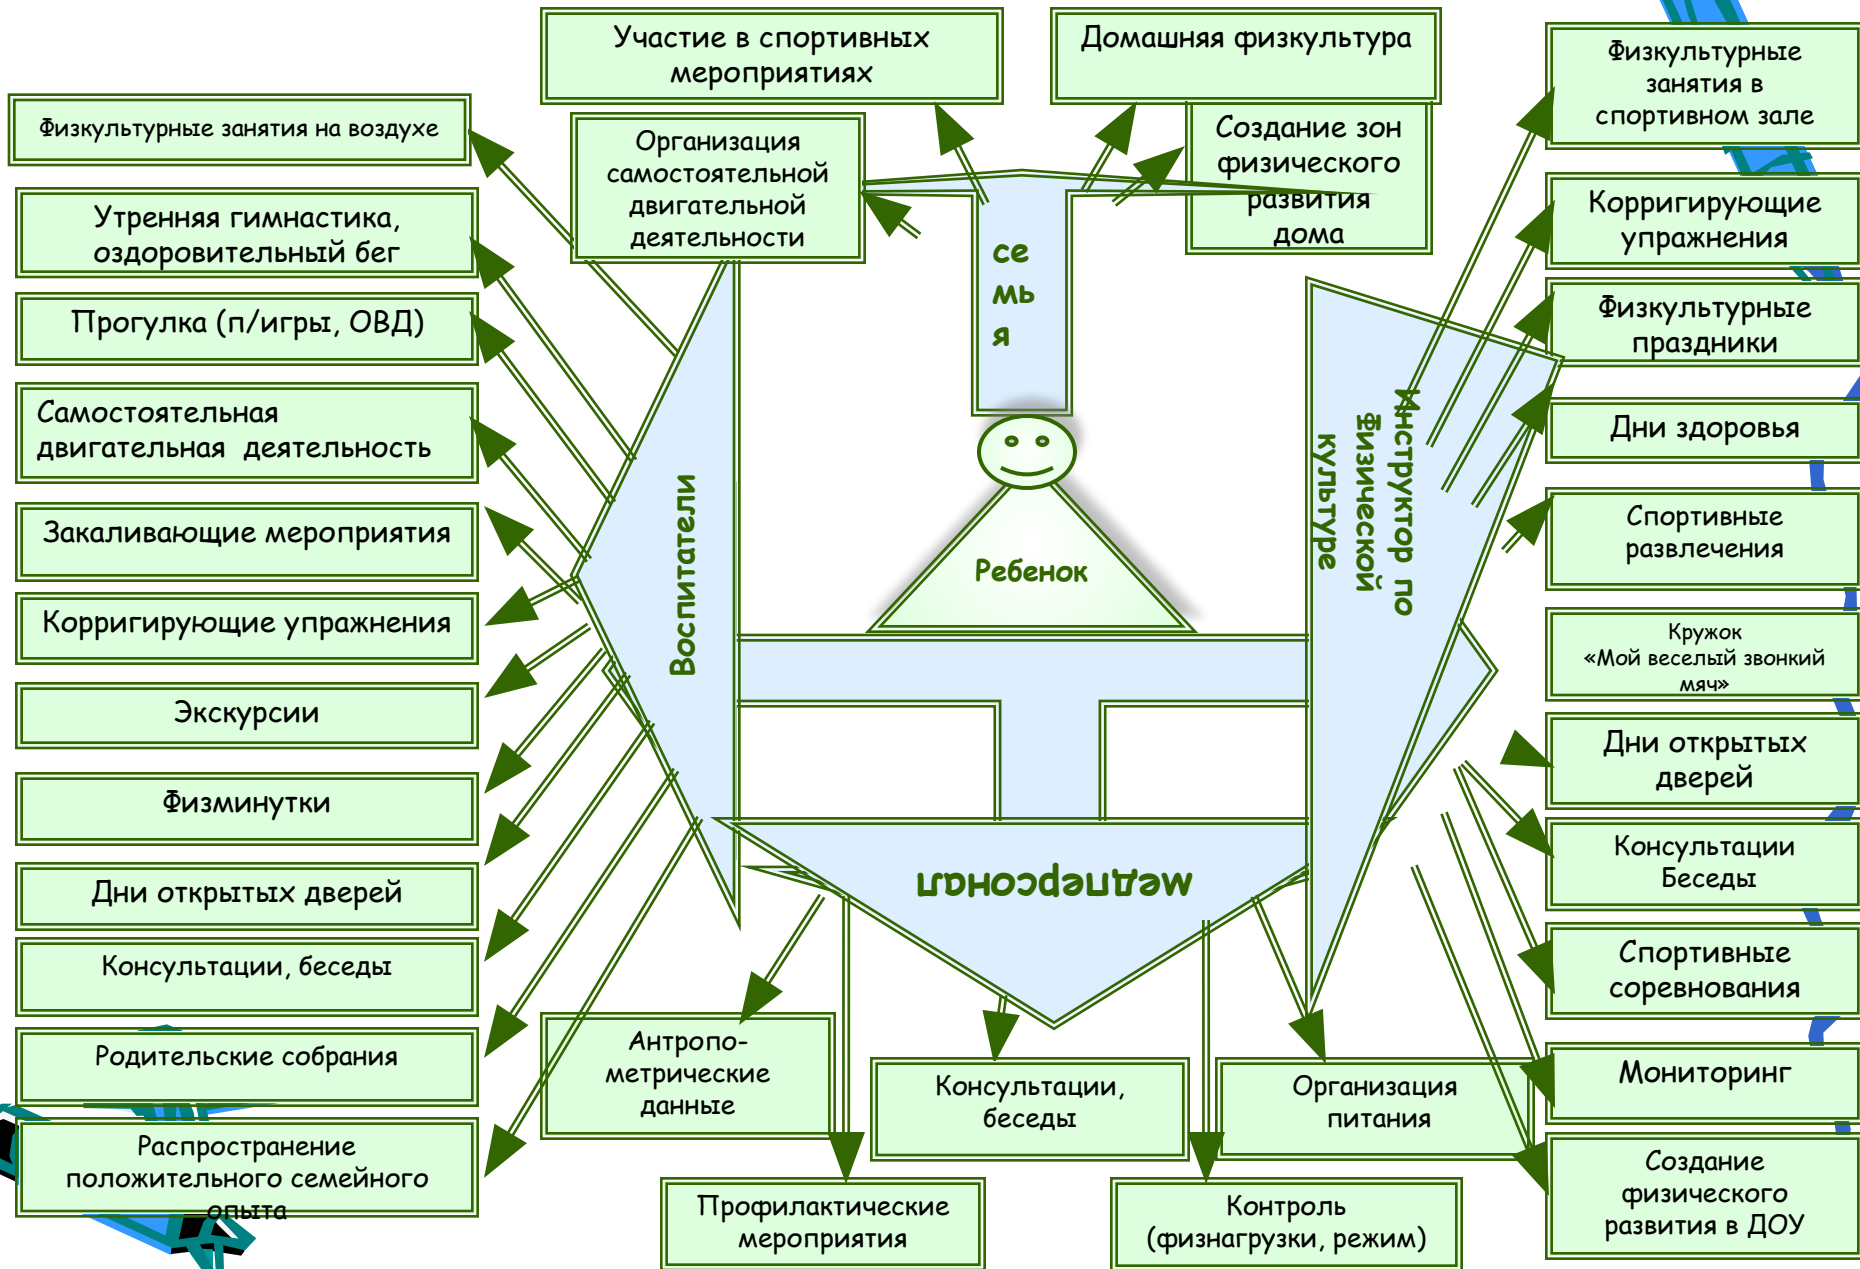 Участие в спортивных
мероприятиях
Домашняя физкультура
Физкультурные
занятия в
спортивном зале
Физкультурные занятия на воздухе
Организация
самостоятельной
двигательной
деятельности
Создание зон
физического
развития
дома
Утренняя гимнастика,
оздоровительный бег
Корригирующие
упражнения
се
мь
я
Прогулка (п/игры, ОВД)
Физкультурные
праздники
Самостоятельная
двигательная деятельность
Дни здоровья
Воспитатели
Ребенок
Инструктор по
физической
культуре
Закаливающие мероприятия
Спортивные
развлечения
Корригирующие упражнения
Кружок
«Мой веселый звонкий
мяч»
Экскурсии
Дни открытых
дверей
Физминутки
Консультации
Беседы
Дни открытых дверей
медперсонал
Консультации, беседы
Спортивные
соревнования
Родительские собрания
Антропо-
метрические
данные
Консультации,
беседы
Организация
питания
Мониторинг
Распространение
положительного семейного
опыта
Профилактические
мероприятия
Контроль
(физнагрузки, режим)
Создание
физического
развития в ДОУ